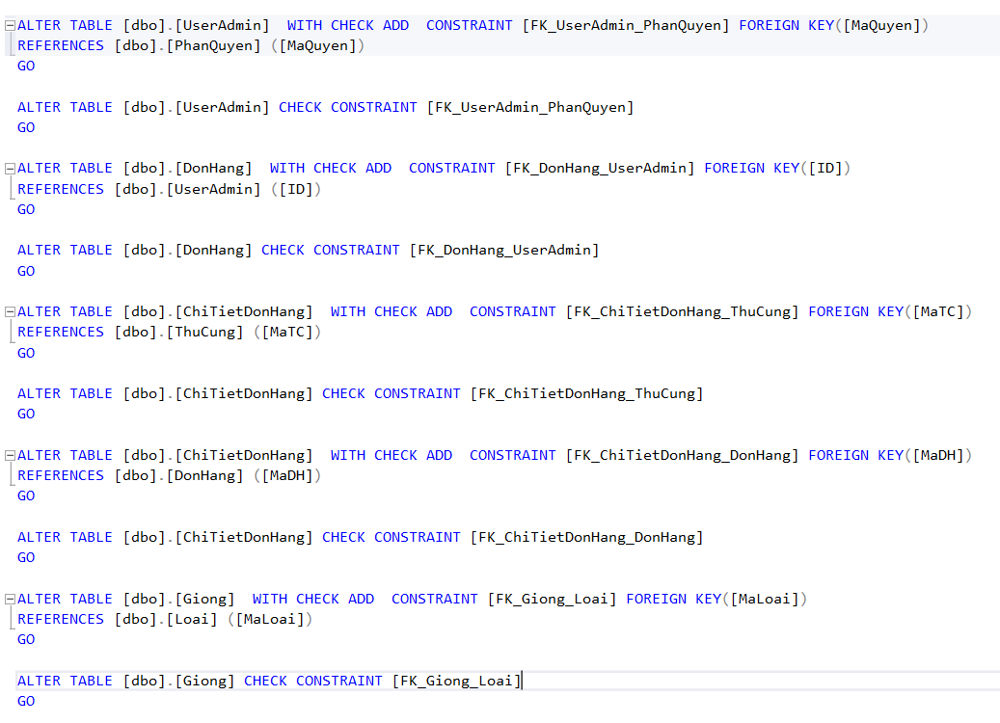 ALTER TABLE [dbo].[UserAdmin]  WITH CHECK ADD  CONSTRAINT [FK_UserAdmin_PhanQuyen] FOREIGN KEY([MaQuyen])
REFERENCES [dbo].[PhanQuyen] ([MaQuyen])
GO
ALTER TABLE [dbo].[UserAdmin] CHECK CONSTRAINT [FK_UserAdmin_PhanQuyen]
GO
ALTER TABLE [dbo].[DonHang]  WITH CHECK ADD  CONSTRAINT [FK_DonHang_UserAdmin] FOREIGN KEY([ID])
REFERENCES [dbo].[UserAdmin] ([ID])
GO
ALTER TABLE [dbo].[DonHang] CHECK CONSTRAINT [FK_DonHang_UserAdmin]
GO
ALTER TABLE [dbo].[ChiTietDonHang]  WITH CHECK ADD  CONSTRAINT [FK_ChiTietDonHang_ThuCung] FOREIGN KEY([MaTC])
REFERENCES [dbo].[ThuCung] ([MaTC])
GO
ALTER TABLE [dbo].[ChiTietDonHang] CHECK CONSTRAINT [FK_ChiTietDonHang_ThuCung]
GO
ALTER TABLE [dbo].[ChiTietDonHang]  WITH CHECK ADD  CONSTRAINT [FK_ChiTietDonHang_DonHang] FOREIGN KEY([MaDH])
REFERENCES [dbo].[DonHang] ([MaDH])
GO
ALTER TABLE [dbo].[ChiTietDonHang] CHECK CONSTRAINT [FK_ChiTietDonHang_DonHang]
GO
ALTER TABLE [dbo].[Giong]  WITH CHECK ADD  CONSTRAINT [FK_Giong_Loai] FOREIGN KEY([MaLoai])
REFERENCES [dbo].[Loai] ([MaLoai])
GO
ALTER TABLE [dbo].[Giong] CHECK CONSTRAINT [FK_Giong_Loai]
GO